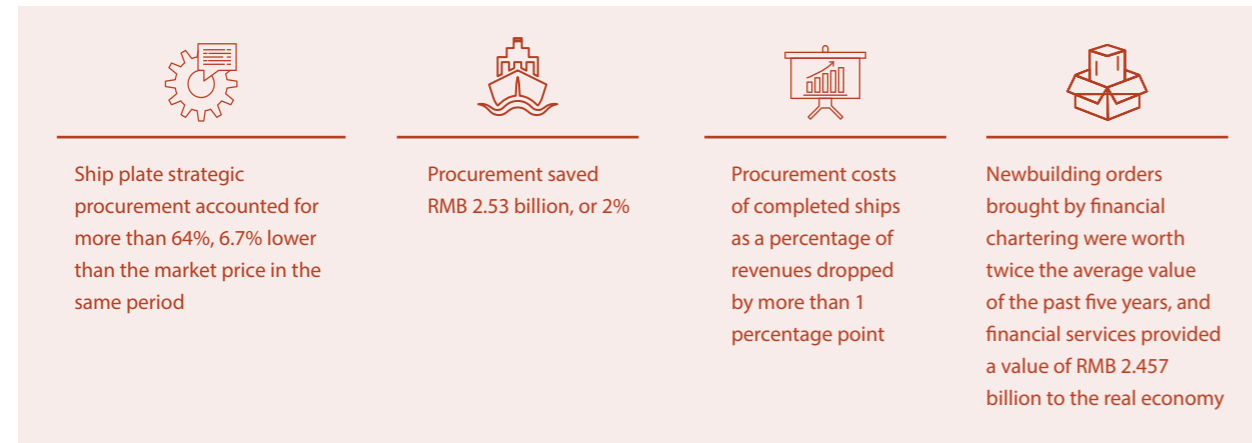 Ship plate strategic
procurement accounted for
more than 64%, 6.7% lower
than the market price in the
same period
Procurement saved
RMB 2.53 billion, or 2%
Procurement costs
of completed ships
as a percentage of
revenues dropped
by more than 1
percentage point
Newbuilding orders
brought by financial
chartering were worth
twice the average value
of the past five years, and
financial services provided
a value of RMB 2.457
billion to the real economy